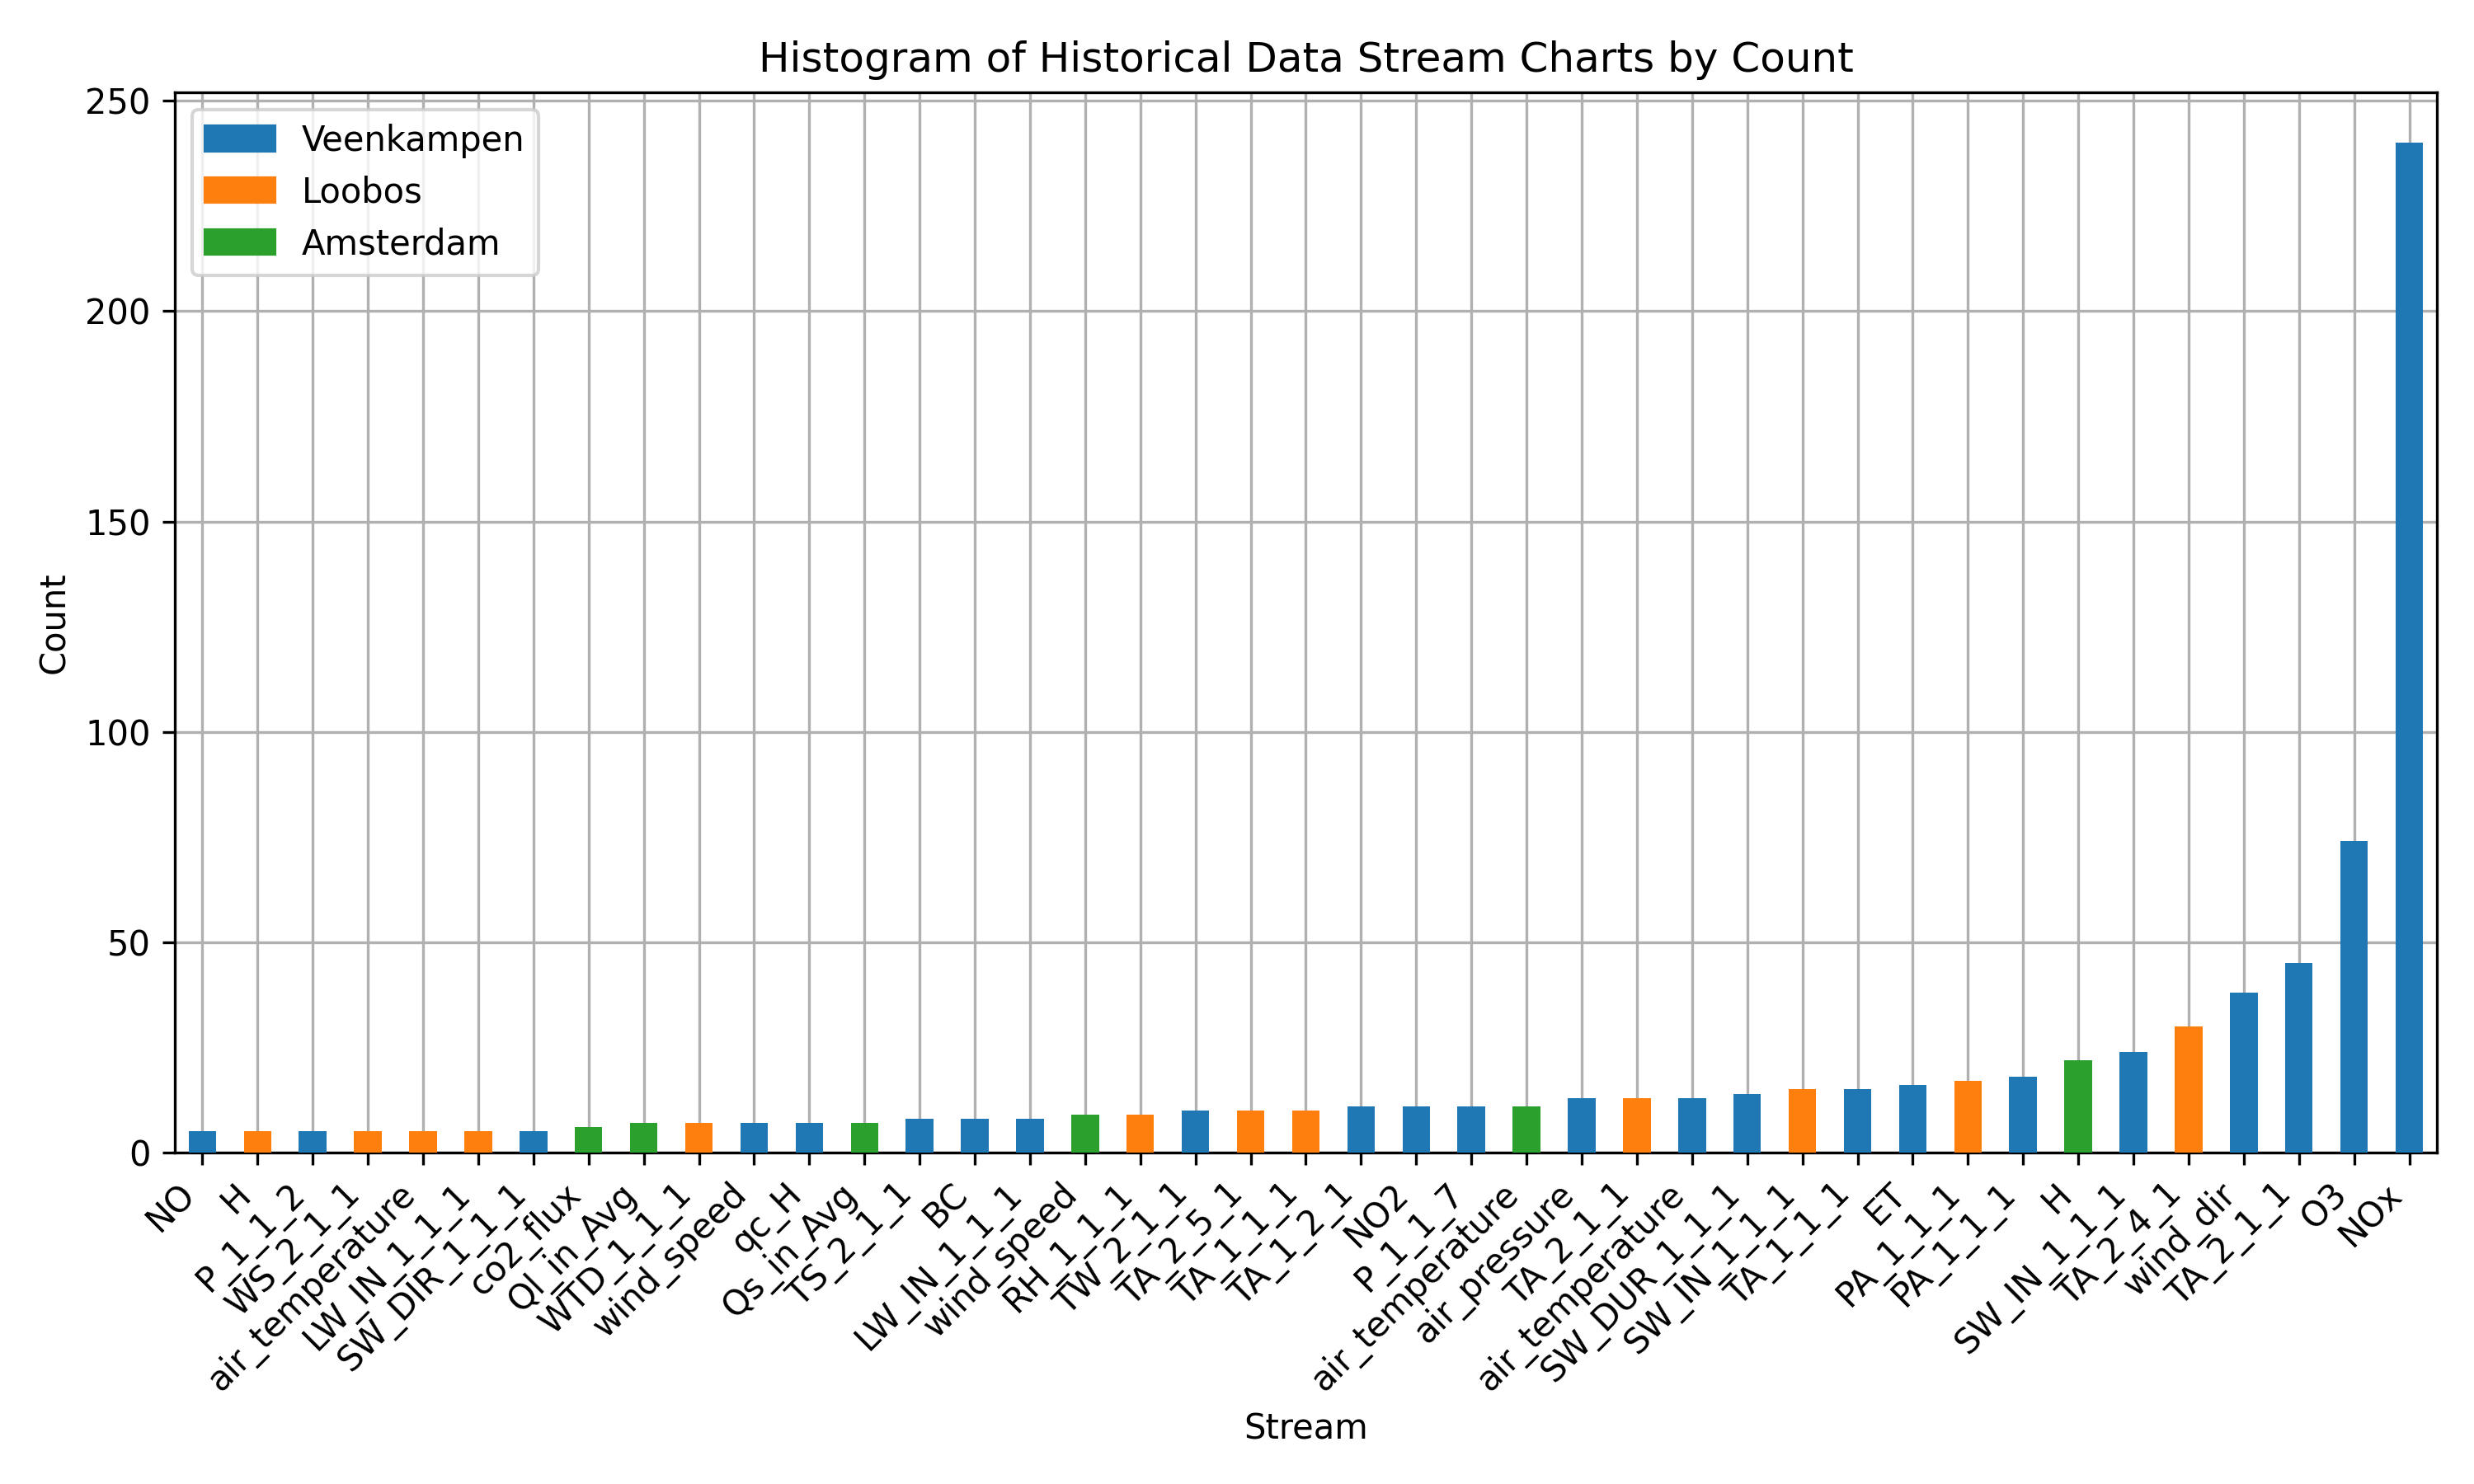 Histogram of Historical Data Stream Charts by Count
250
200
150
100
50
0
Count
Veenkampen
Loobos
Amsterdam
NO
H
P_1_1_2
WS_2_1_1
air_temperature
LW_IN_1_1_1
SW_DIR_1_1_1
co2_flux
Ql_in_Avg
WTD_1_1_1
wind_speed
qc_H
Qs_in_Avg
TS_2_1_1
BC
LW_IN_1_1_1
wind_speed
RH_1_1_1
TW_2_1_1
TA_2_5_1
TA_1_1_1
TA_1_2_1
NO2
P_1_1_7
air_temperature
air_pressure
TA_2_1_1
air_temperature
SW_DUR_1_1_1
SW_IN_1_1_1
TA_1_1_1
ET
PA_1_1_1
PA_1_1_1
H
SW_IN_1_1_1
TA_2_4_1
wind_dir
TA_2_1_1
O3
NOx
Stream